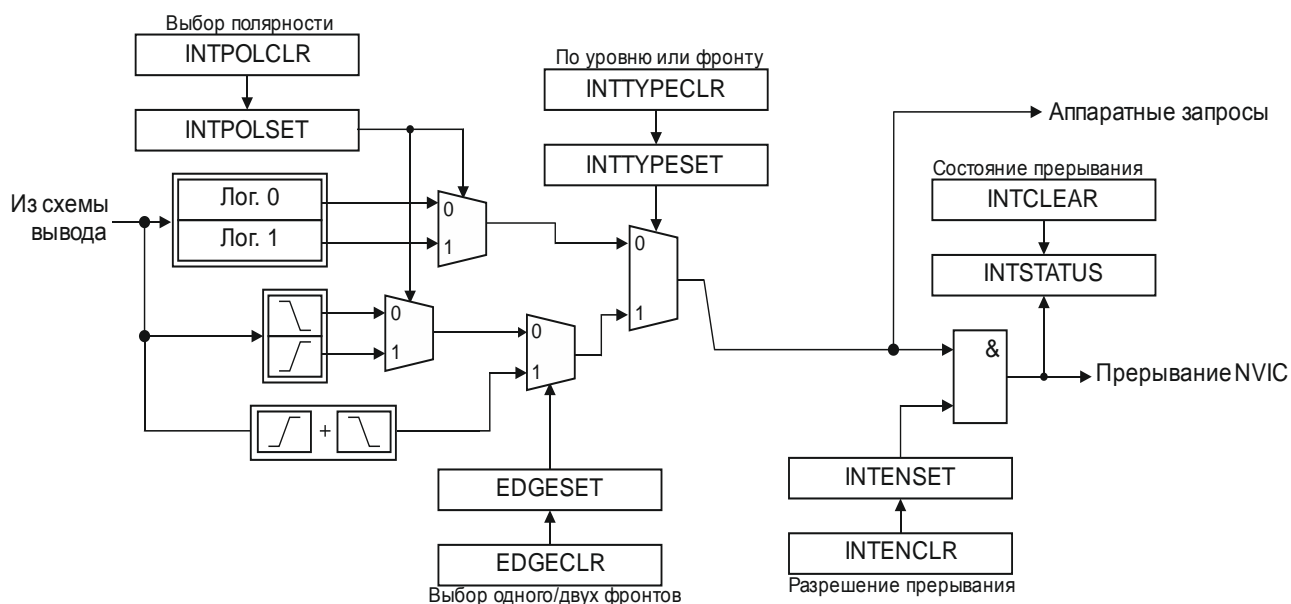 Выбор полярности
INTPOLCLR
INTPOLSET
По уровню или фронту
INTTYPECLR
INTTYPESET
Аппаратные запросы
Состояние прерывания
INTCLEAR
INTSTATUS
Из схемы
вывода
Лог. 0
Лог. 1
0
1
0
1
0
1
0
1
+
&
Прерывание NVIC
EDGESET
EDGECLR
Выбор одного/двух фронтов
INTENSET
INTENCLR
Разрешение прерывания